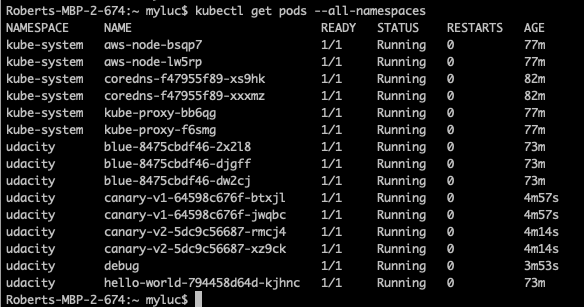 Roberts-MBP-2-674:~ myluc$ kubectl get pods --all-namespaces
NAMESPACE NAME READY STATUS RESTARTS AGE
kube-system aws-node-bsqp7 1/1 Running 0 77m
kube-system aws-node-lw5rp 1/1 Running 0 77m
kube-system coredns-f47955f89-xs9hk 1/1 Running 0 82m
kube-system coredns-f47955f89-xxxmz 1/1 Running 0 82m
kube-system kube-proxy-bb6qg 1/1 Running 0 77m
kube-system kube-proxy-f6smg 1/1 Running 0 77m
udacity blue-8475cbdf46-2x2l8 1/1 Running 0 73m
udacity blue-8475cbdf46-djgff 1/1 Running 0 73m
udacity blue-8475cbdf46-dw2cj 1/1 Running 0 73m
udacity canary-v1-64598c676f-btxjl 1/1 Running 0 4m57s
udacity canary-v1-64598c676f-jwqbc 1/1 Running 0 4m57s
udacity canary-v2-5dc9c56687-rmcj4 1/1 Running 0 4m14s
udacity canary-v2-5dc9c56687-xz9ck 1/1 Running 0 4m14s
udacity debug 1/1 Running 0 3m53s
udacity hello-world-794458d64d-kjhnc 1/1 Running 0 73m
Roberts-MBP-2-674:~ myluc$